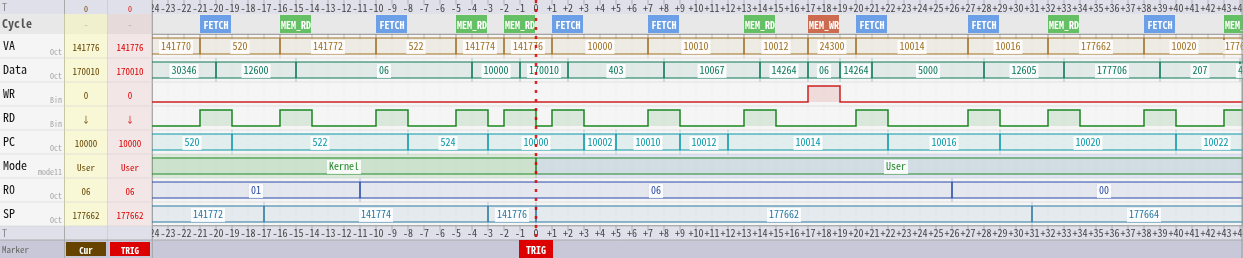 T 0 0 24-23-22-21-20-19-18-17-16-15-14-13-12-11-10 -9 -8 -7 -6 -5 -4 -3 -2 -1 0 +1 +2 +3 +4 +5 +6 +7 +8 +9 +10+11+12+13+14+15+16+17+18+19+20+21+22+23+24+25+26+27+28+29+30+31+32+33+34+35+36+37+38+39+40+41+42+43+4
Cycle - - FETCH MEM_RD FETCH MEM_RD MEM_RD FETCH FETCH MEM_RD MEM_WR FETCH FETCH MEM_RD FETCH
VA Oct 141776 141776 141770 520 141772 522 141774 141776 10000 10010 10012 24300 10014 10016 177662 10020 177
Data Oct 170010 170010 30346 12600 06 10000 170010 403 10067 14264 06 14264 5000 12605 177706 207 4
WR Bin 0 0
RD Bin ↓ ↓
PC Oct 10000 10000 520 522 524 10000 10002 10010 10012 10014 10016 10020 10022
Mode mode11 User User Kernel User
RO Oct 06 06 01 06 00
SP Oct 177662 177662 141772 141774 141776 177662 177664
T 24-23-22-21-20-19-18-17-16-15-14-13-12-11-10 -9 -8 -7 -6 -5 -4 -3 -2 -1 0 +1 +2 +3 +4 +5 +6 +7 +8 +9 +10+11+12+13+14+15+16+17+18+19+20+21+22+23+24+25+26+27+28+29+30+31+32+33+34+35+36+37+38+39+40+41+42+43+4
Marker Cur TRIG TRIG